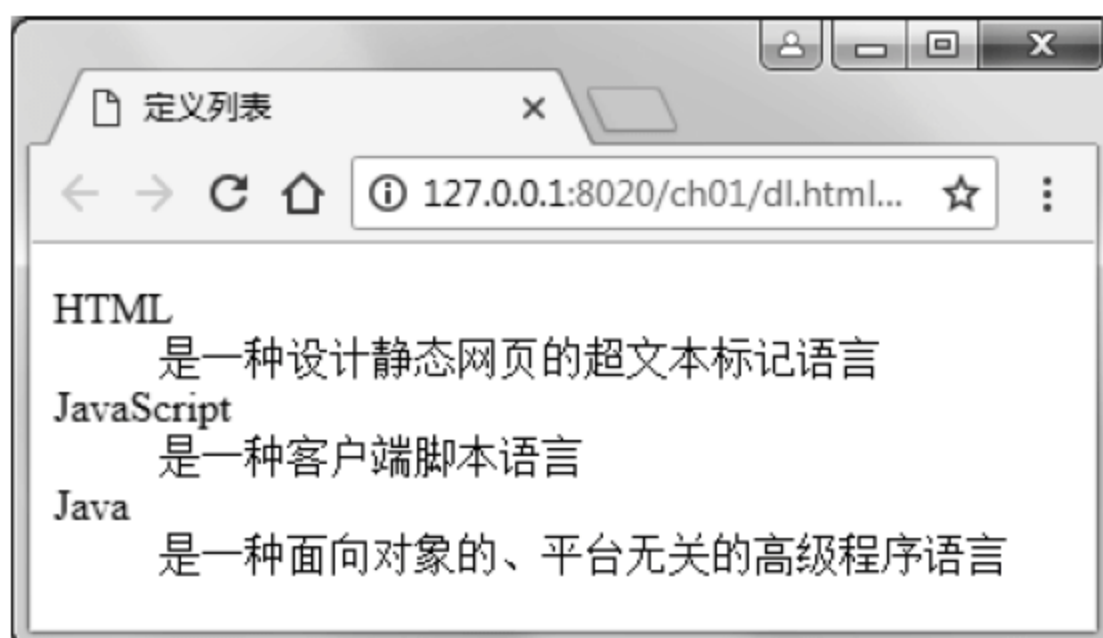 定义列表
127.0.0.1:8020/ch01/dl.html...
HTML
是一种设计静态网页的超文本标记语言
JavaScript
是一种客户端脚本语言
Java
是一种面向对象的、平台无关的高级程序语言